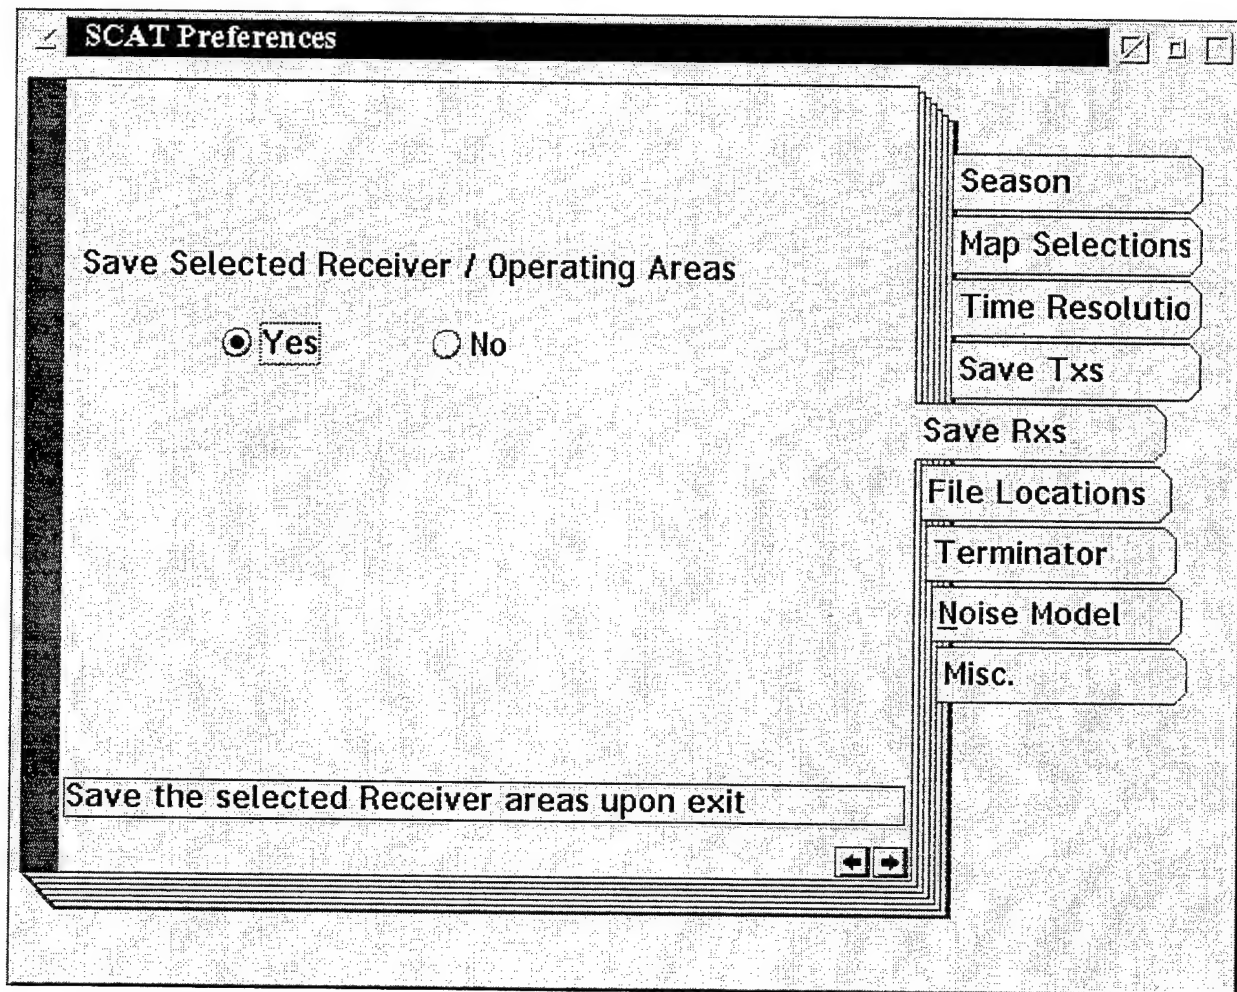 SCAT Preferences
Season
Map Selections
Save Selected Receiver / Operating Areas
Time Resolutio
Yes
No
Save Txs
Save Rxs
File Locations
Terminator
Noise Model
Misc.
Save the selected Receiver areas upon exit